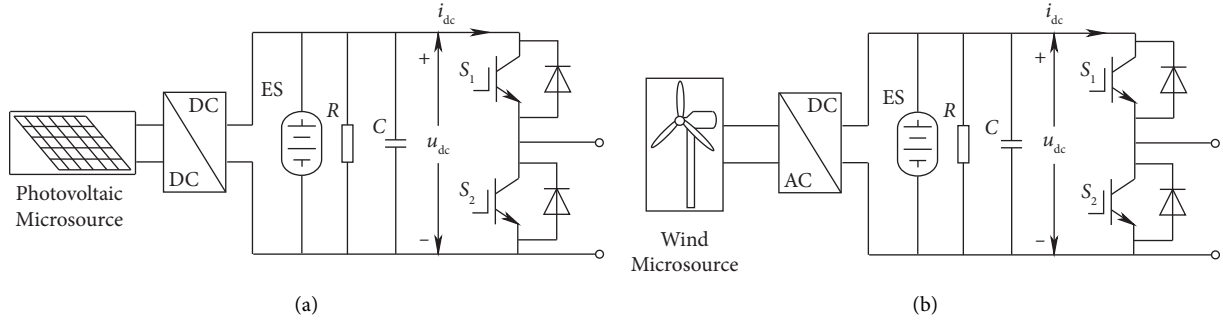 i_dc
ES
R
C
+
u_dc
−
S_1
S_2
DC
DC
Photovoltaic
Microsource
(a)
i_dc
ES
R
C
+
u_dc
−
S_1
S_2
DC
AC
Wind
Microsource
(b)